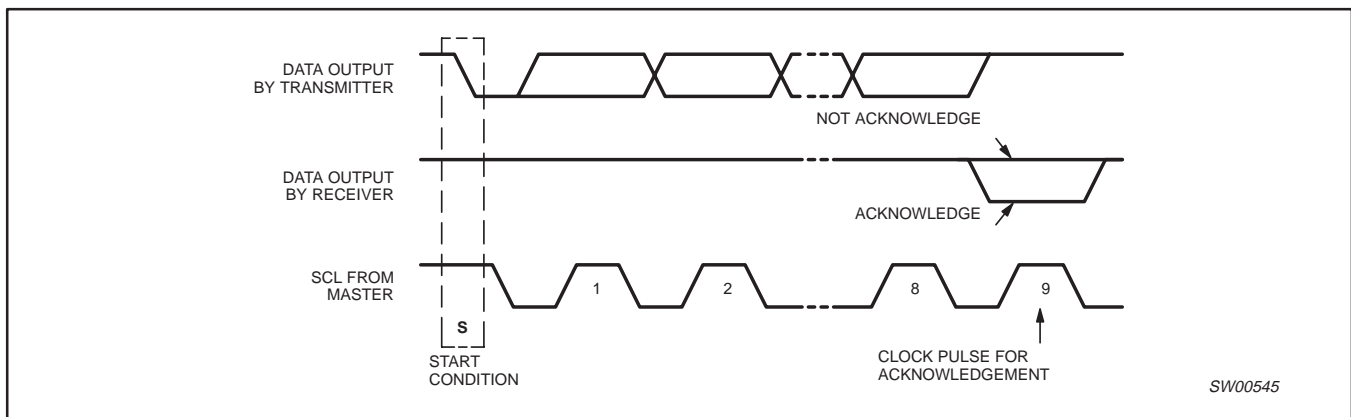 DATA OUTPUT
BY TRANSMITTER
NOT ACKNOWLEDGE
DATA OUTPUT
BY RECEIVER
ACKNOWLEDGE
SCL FROM
MASTER
1
2
8
9
S
START
CONDITION
CLOCK PULSE FOR
ACKNOWLEDGEMENT
SW00545